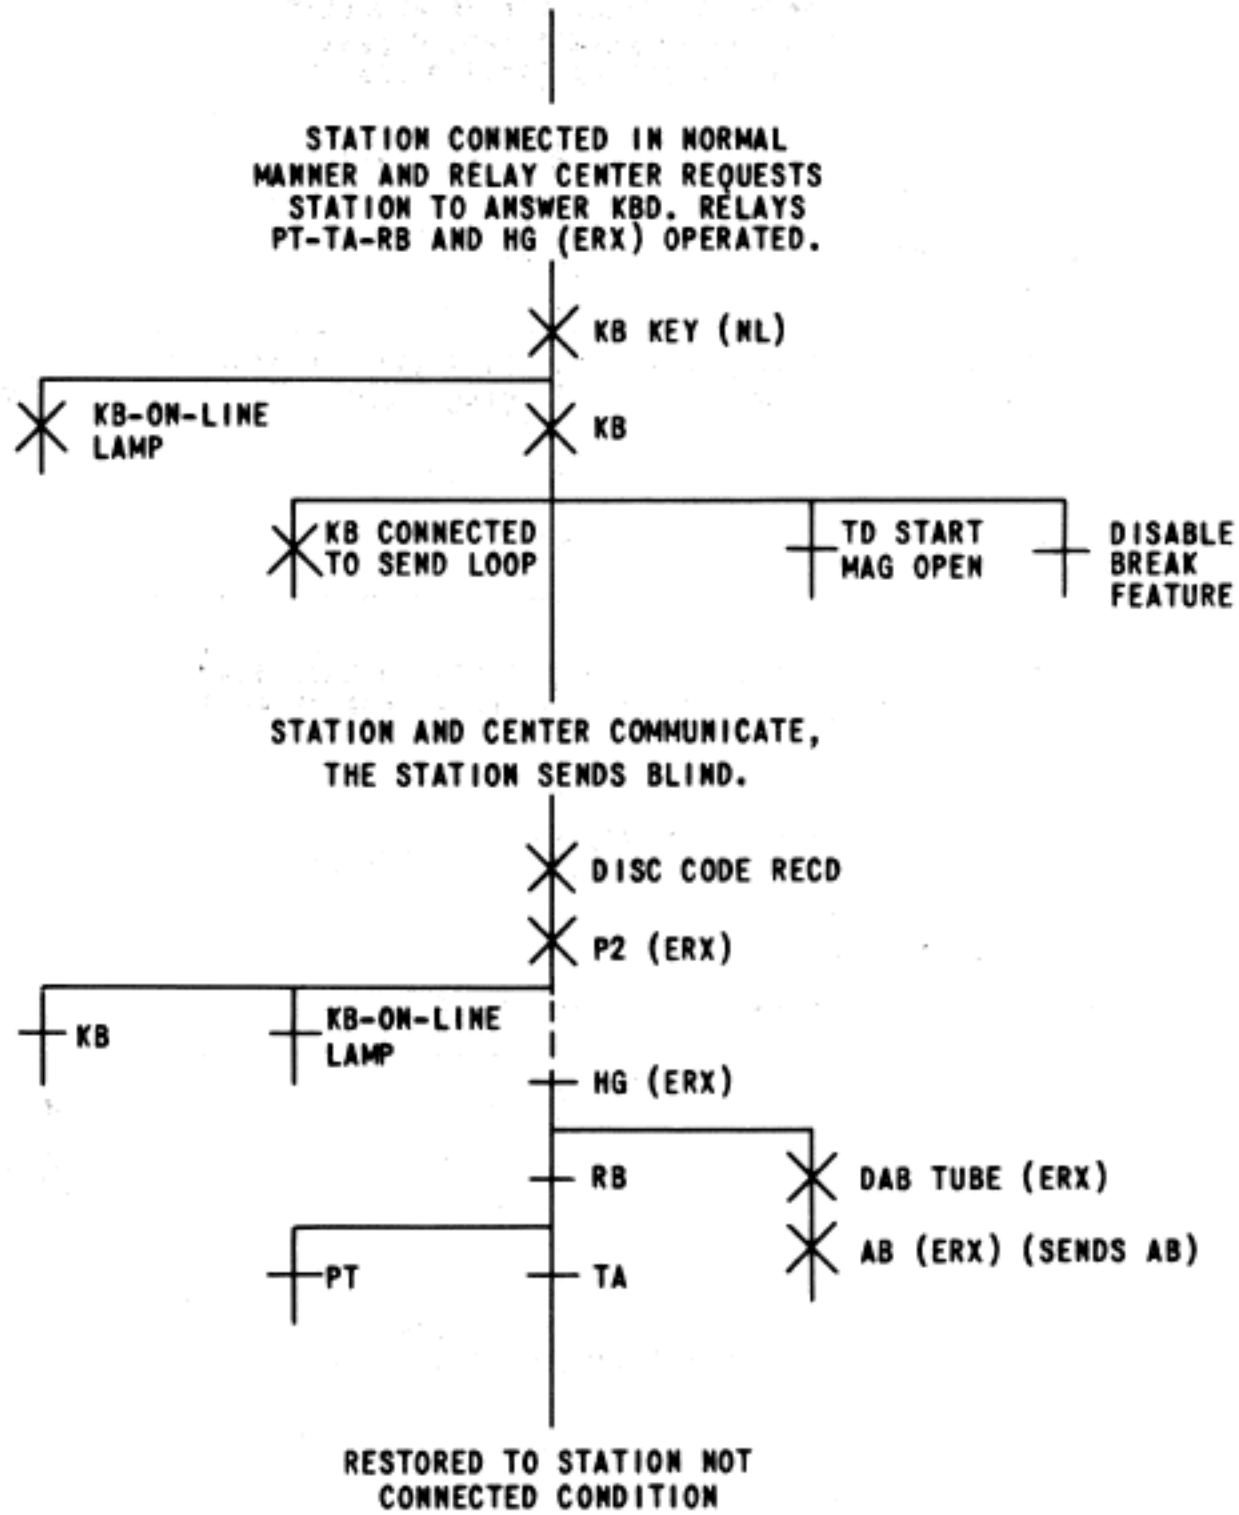 STATION CONNECTED IN NORMAL
MANNER AND RELAY CENTER REQUESTS
STATION TO ANSWER KBD. RELAYS
PT-TA-RB AND HG (ERX) OPERATED.
KB KEY (NL)
KB-ON-LINE
LAMP
KB
KB CONNECTED
TO SEND LOOP
TD START
MAG OPEN
DISABLE
BREAK
FEATURE
STATION AND CENTER COMMUNICATE,
THE STATION SENDS BLIND.
DISC CODE RECD
P2 (ERX)
KB
KB-ON-LINE
LAMP
HG (ERX)
RB
DAB TUBE (ERX)
AB (ERX) (SENDS AB)
PT
TA
RESTORED TO STATION NOT
CONNECTED CONDITION